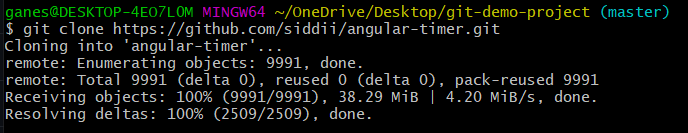 ganes@DESKTOP-4EO7LOM MINGW64 ~/OneDrive/Desktop/git-demo-project (master)
$ git clone https://github.com/siddii/angular-timer.git
Cloning into 'angular-timer'...
remote: Enumerating objects: 9991, done.
remote: Total 9991 (delta 0), reused 0 (delta 0), pack-reused 9991
Receiving objects: 100% (9991/9991), 38.29 MiB | 4.20 MiB/s, done.
Resolving deltas: 100% (2509/2509), done.